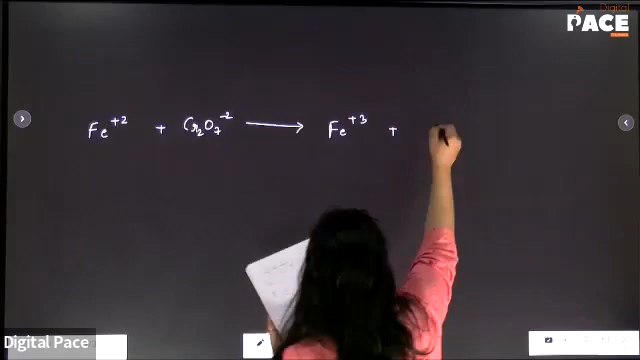 Digital
PACE
Fe⁺² + Cr₂O₇⁻² ⟶ Fe⁺³ +
Digital Pace